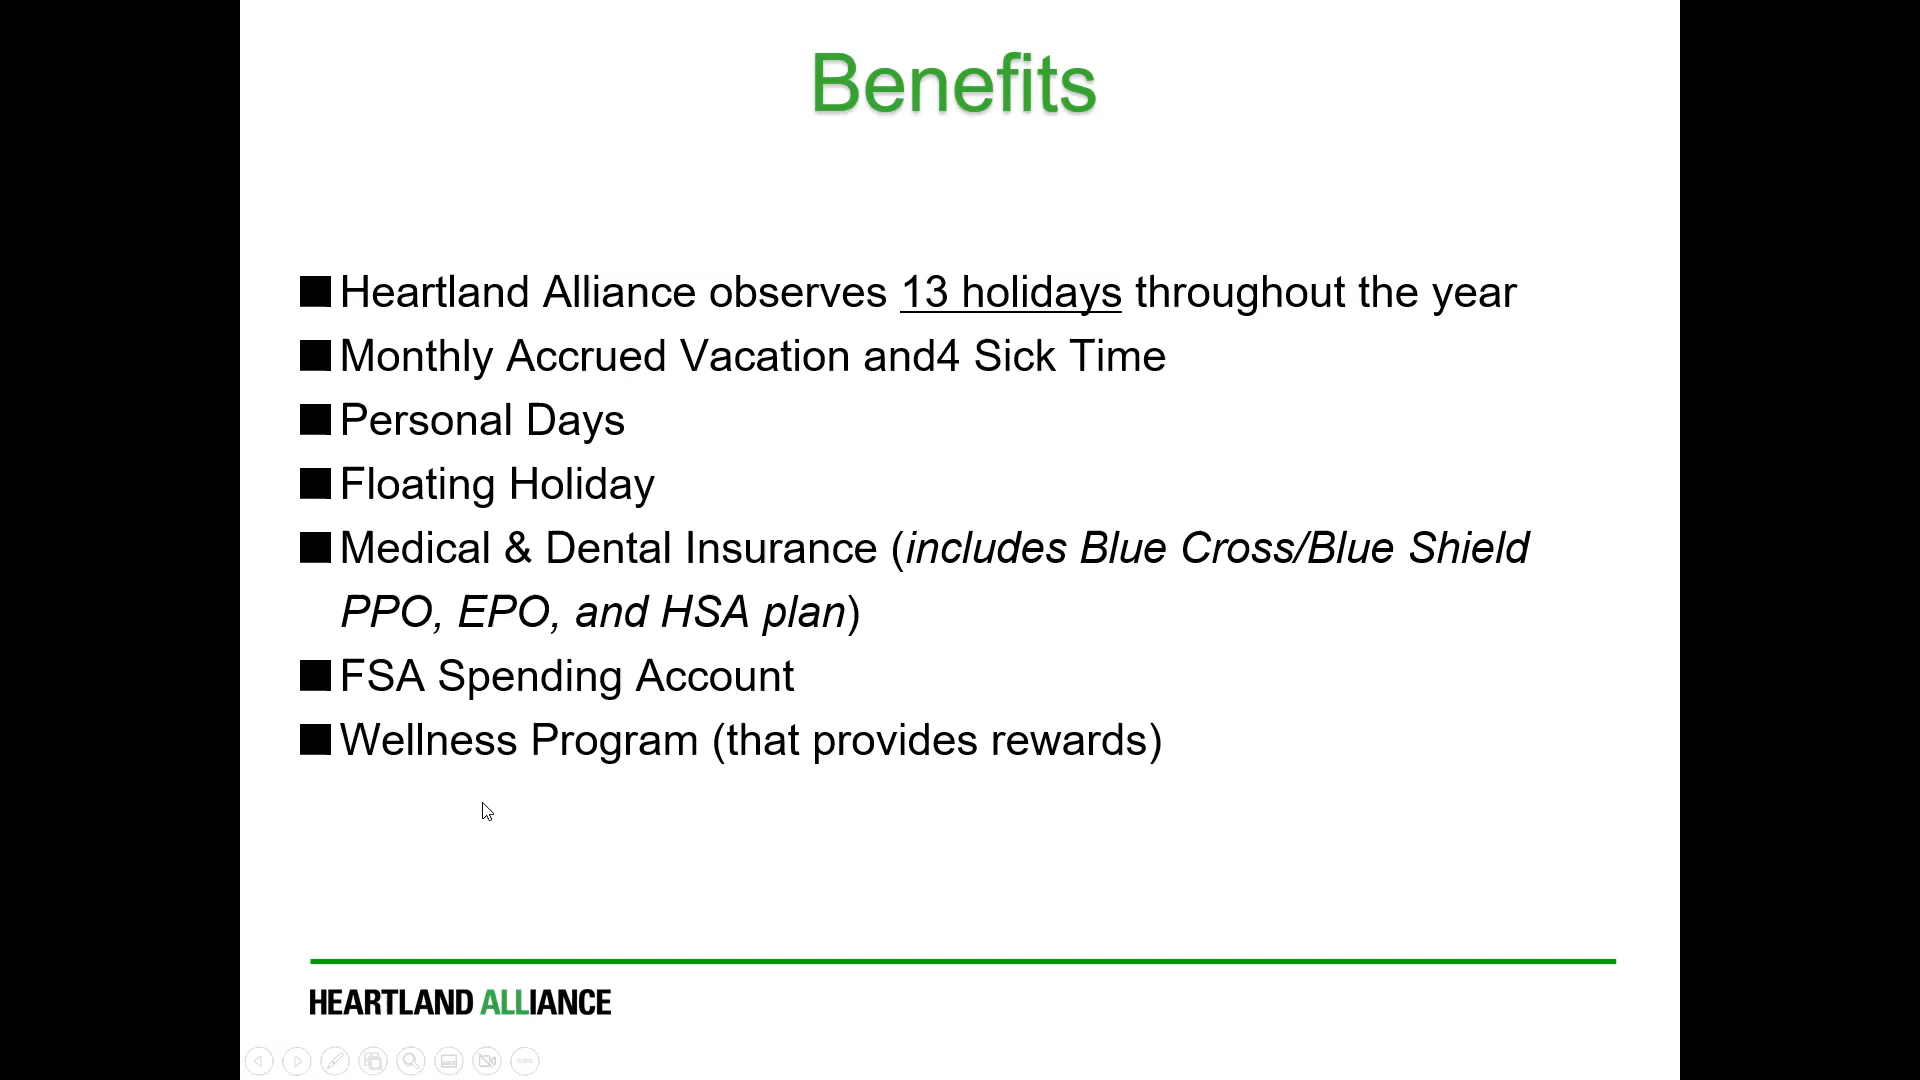 Benefits
Heartland Alliance observes 13 holidays throughout the year
Monthly Accrued Vacation and4 Sick Time
Personal Days
Floating Holiday
Medical & Dental Insurance (includes Blue Cross/Blue Shield
PPO, EPO, and HSA plan)
FSA Spending Account
Wellness Program (that provides rewards)
HEARTLAND ALLIANCE